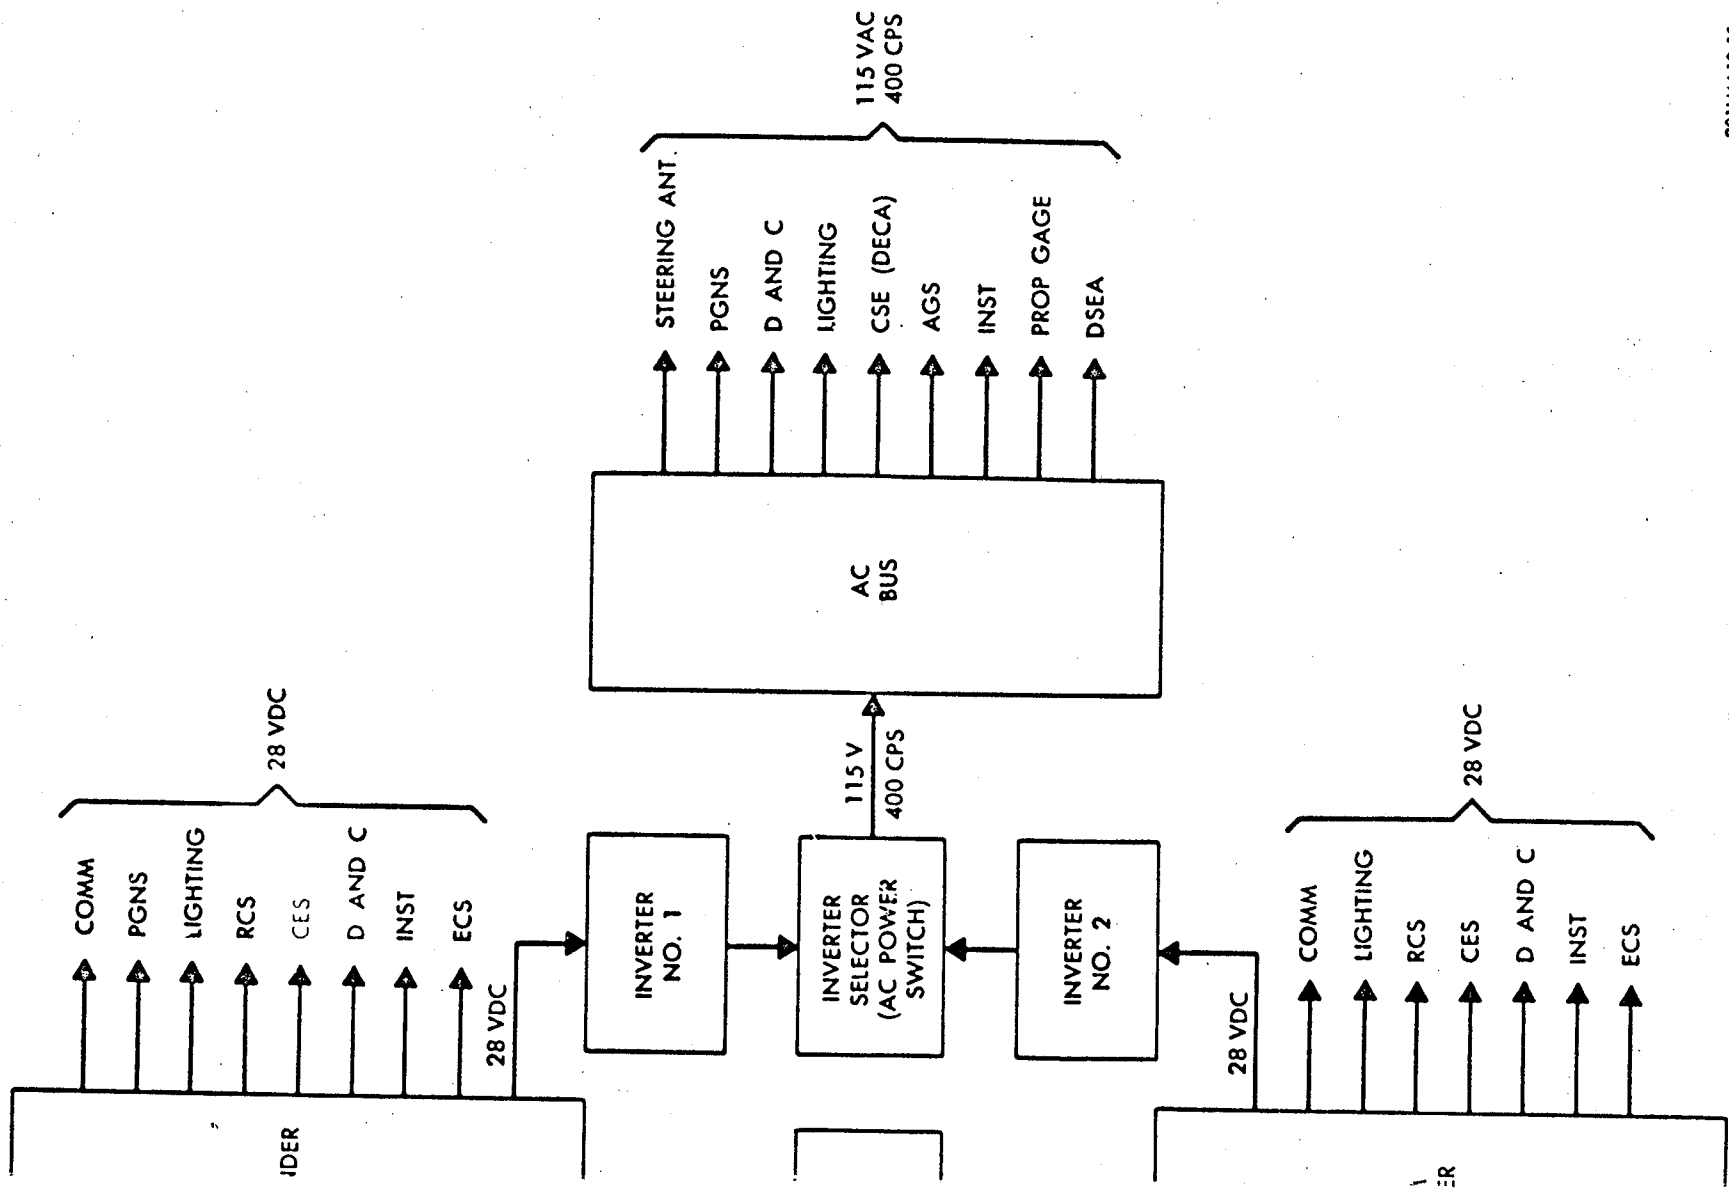 COMM
PGNS
LIGHTING
RCS
CES
D AND C
INST
ECS
28 VDC
28 VDC
INVERTER
NO. 1
INVERTER
SELECTOR
(AC POWER
SWITCH)
INVERTER
NO. 2
115 V
400 CPS
AC
BUS
STEERING ANT.
PGNS
D AND C
LIGHTING
CSE (DECA)
AGS
INST
PROP GAGE
DSEA
115 VAC
400 CPS
28 VDC
COMM
LIGHTING
RCS
CES
D AND C
INST
ECS
28 VDC